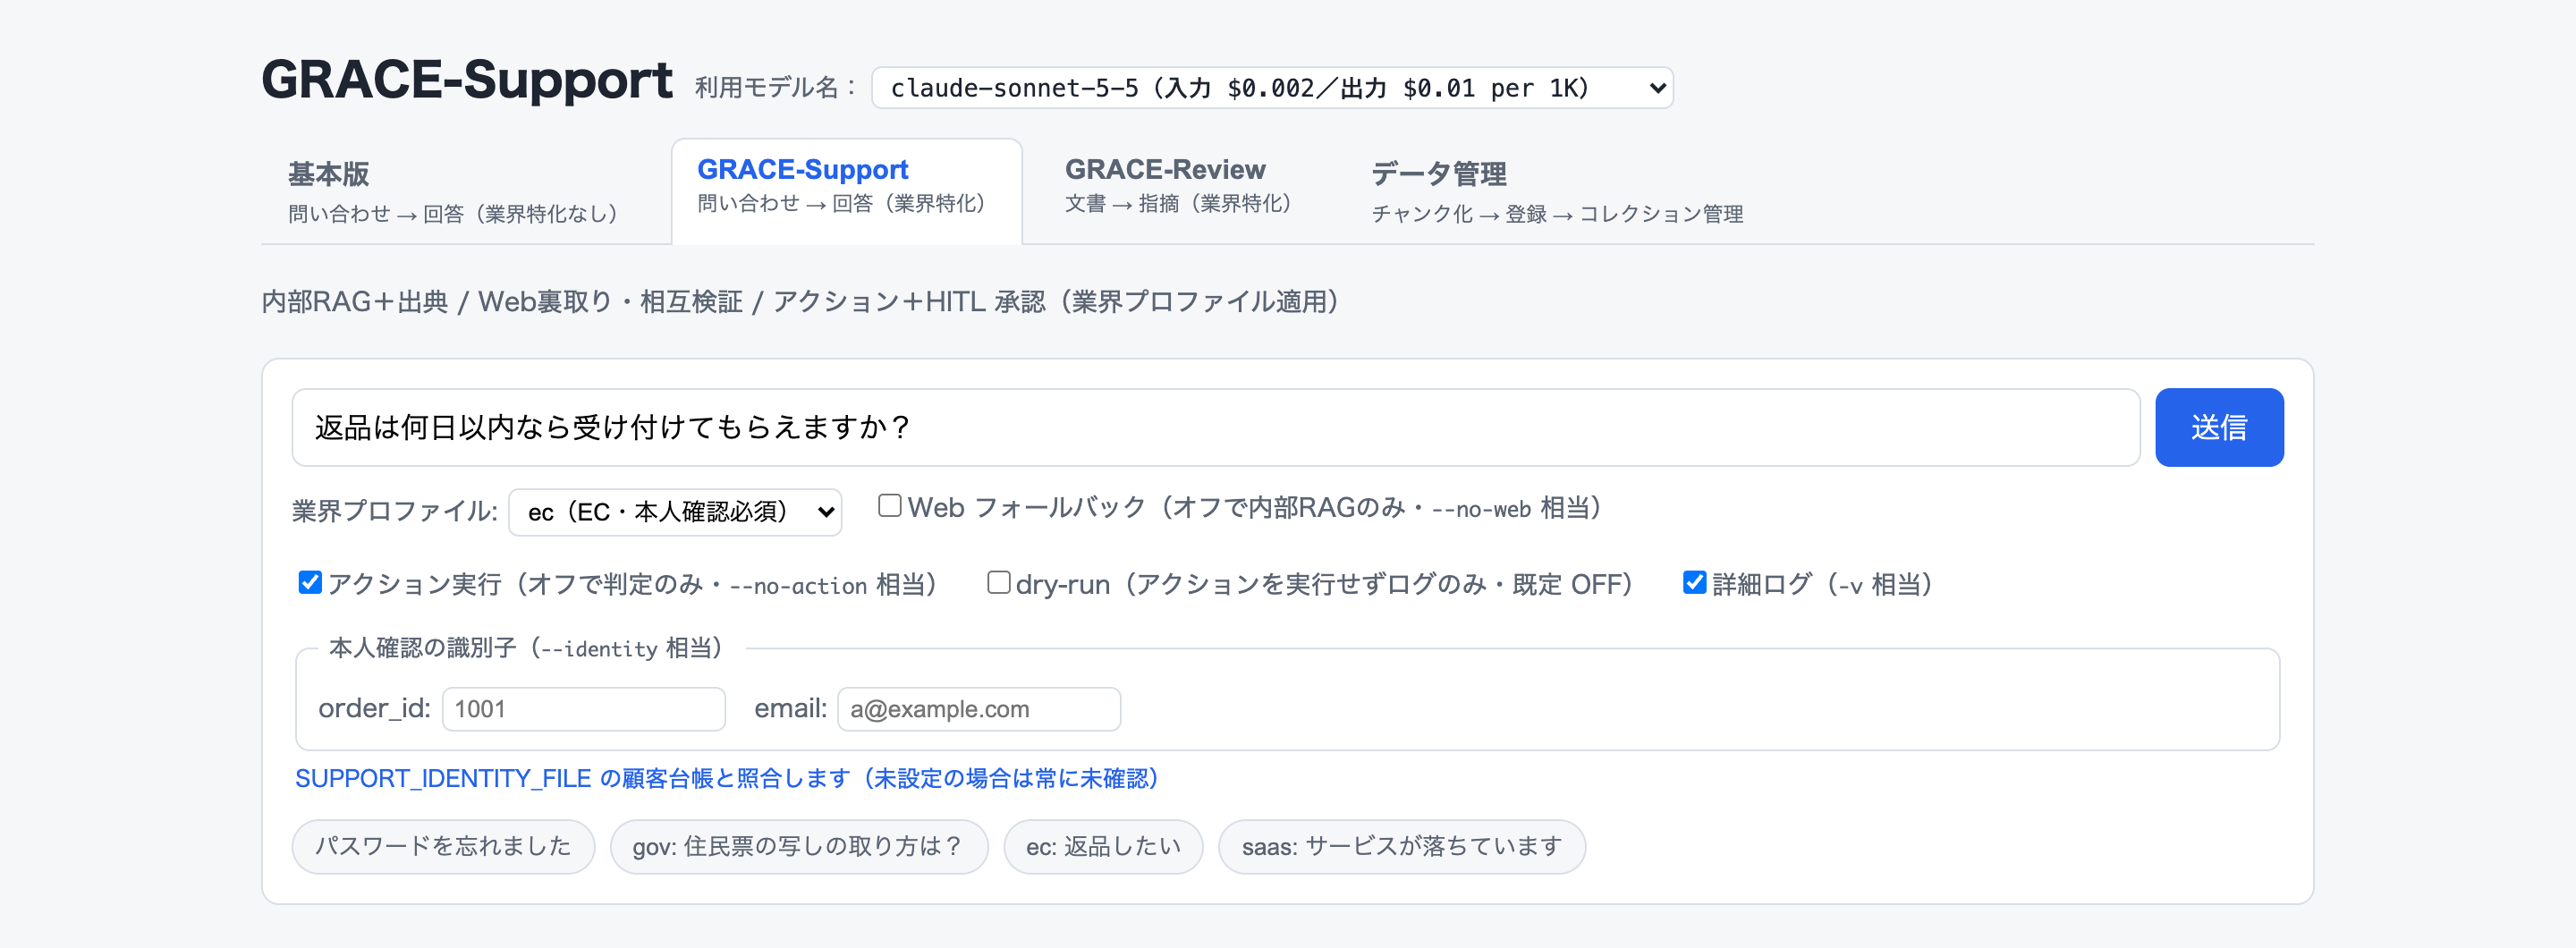 GRACE-Support 利用モデル名： claude-sonnet-5-5（入力 $0.002／出力 $0.01 per 1K）
基本版 GRACE-Support GRACE-Review データ管理
問い合わせ → 回答（業界特化なし） 問い合わせ → 回答（業界特化） 文書 → 指摘（業界特化） チャンク化 → 登録 → コレクション管理
内部RAG＋出典 / Web裏取り・相互検証 / アクション＋HITL 承認（業界プロファイル適用）
返品は何日以内なら受け付けてもらえますか？ 送信
業界プロファイル: ec（EC・本人確認必須） Web フォールバック（オフで内部RAGのみ・--no-web 相当）
アクション実行（オフで判定のみ・--no-action 相当） dry-run（アクションを実行せずログのみ・既定 OFF） 詳細ログ（-v 相当）
本人確認の識別子（--identity 相当）
order_id: 1001 email: a@example.com
SUPPORT_IDENTITY_FILE の顧客台帳と照合します（未設定の場合は常に未確認）
パスワードを忘れました gov: 住民票の写しの取り方は？ ec: 返品したい saas: サービスが落ちています